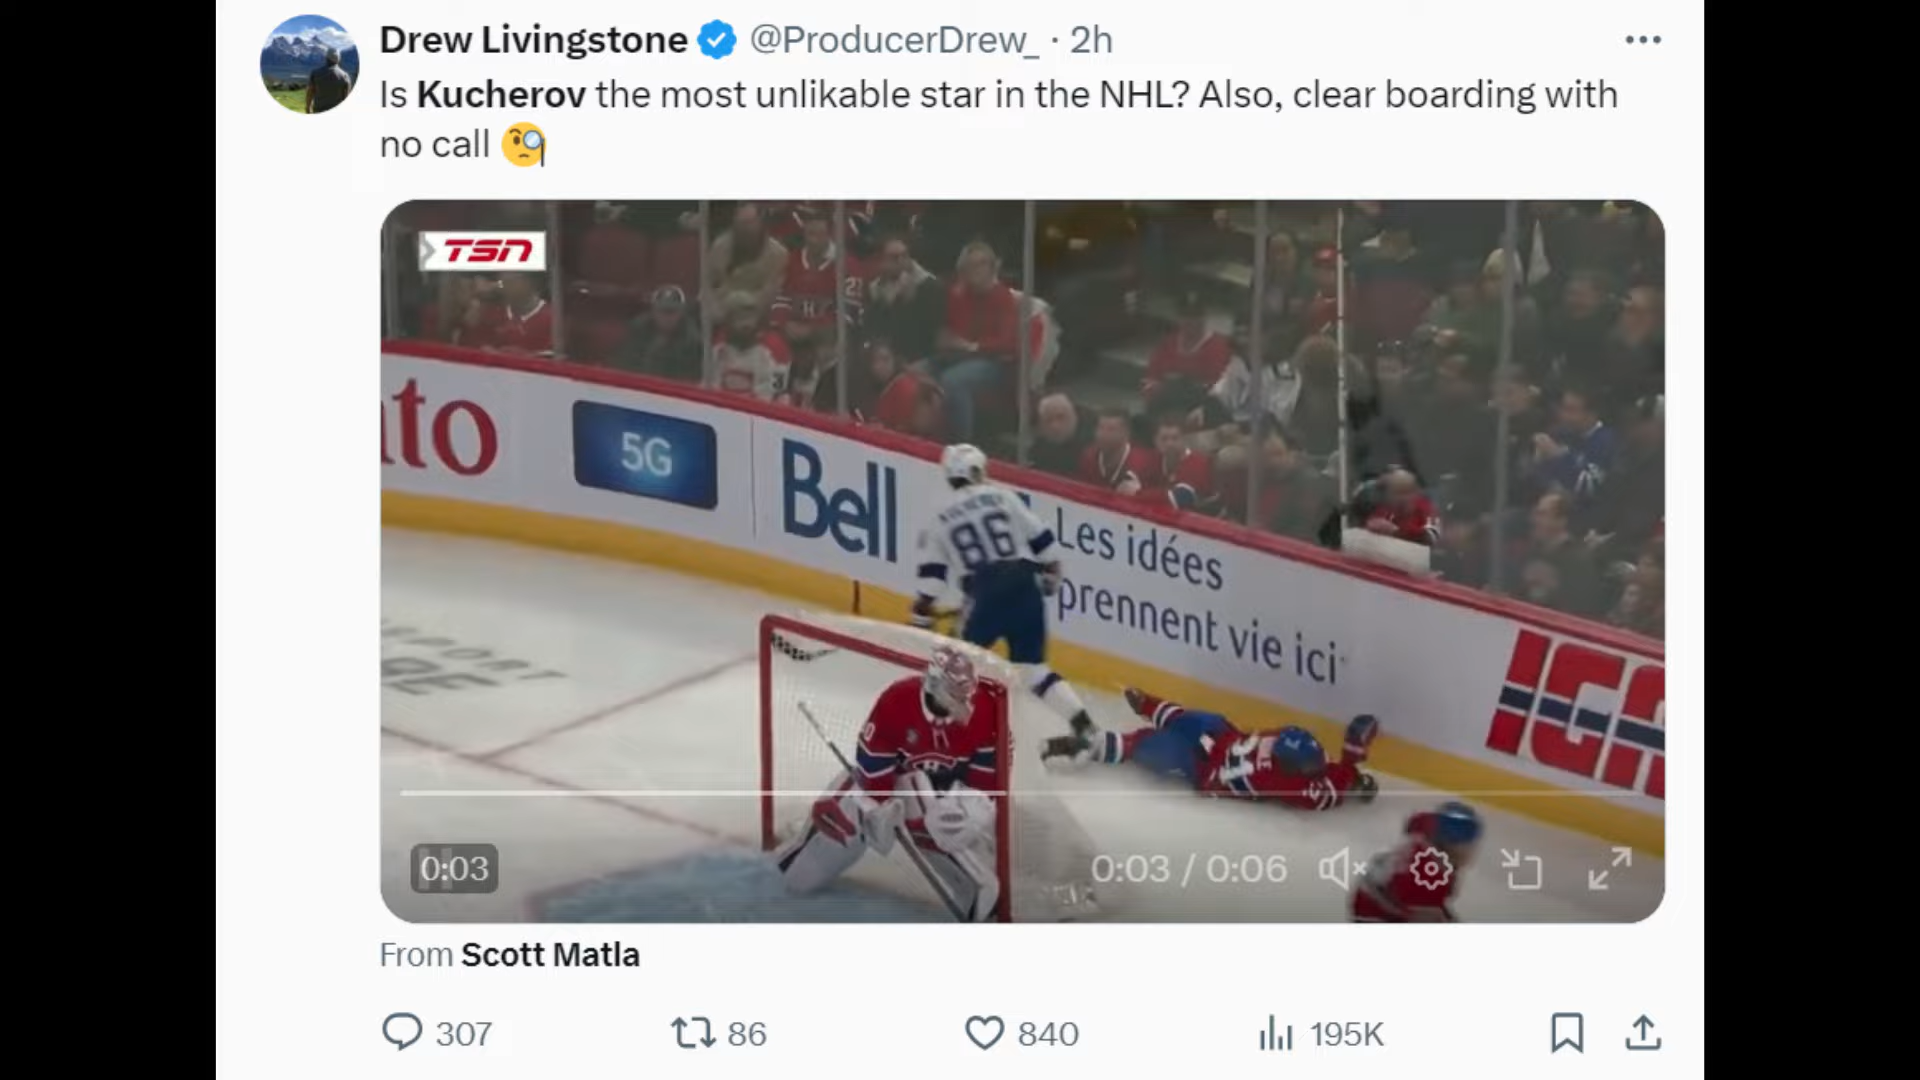 Drew Livingstone @ProducerDrew_ · 2h
Is Kucherov the most unlikable star in the NHL? Also, clear boarding with
no call 🧐
TSN
5G
Bell
86
Les idées
prennent vie ici
0:03
0:03 / 0:06
From Scott Matla
307 86 840 195K